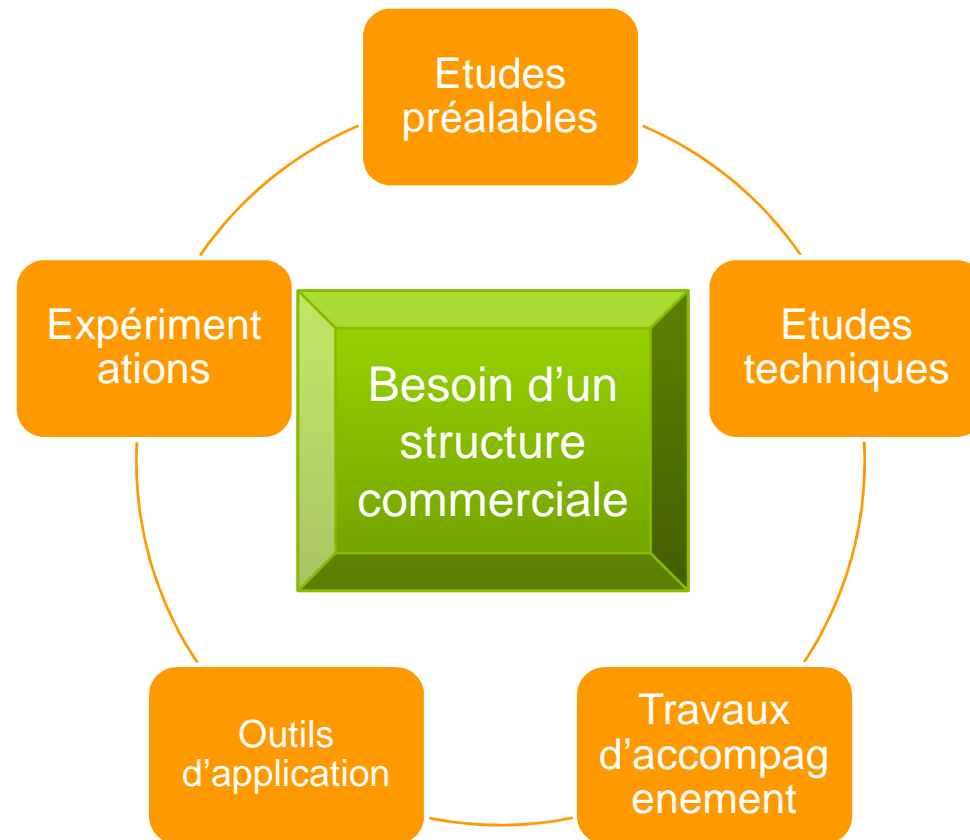 Etudes
préalables
Expériment
ations
Etudes
techniques
Besoin d’un
structure
commerciale
Outils
d’application
Travaux
d’accompag
enement